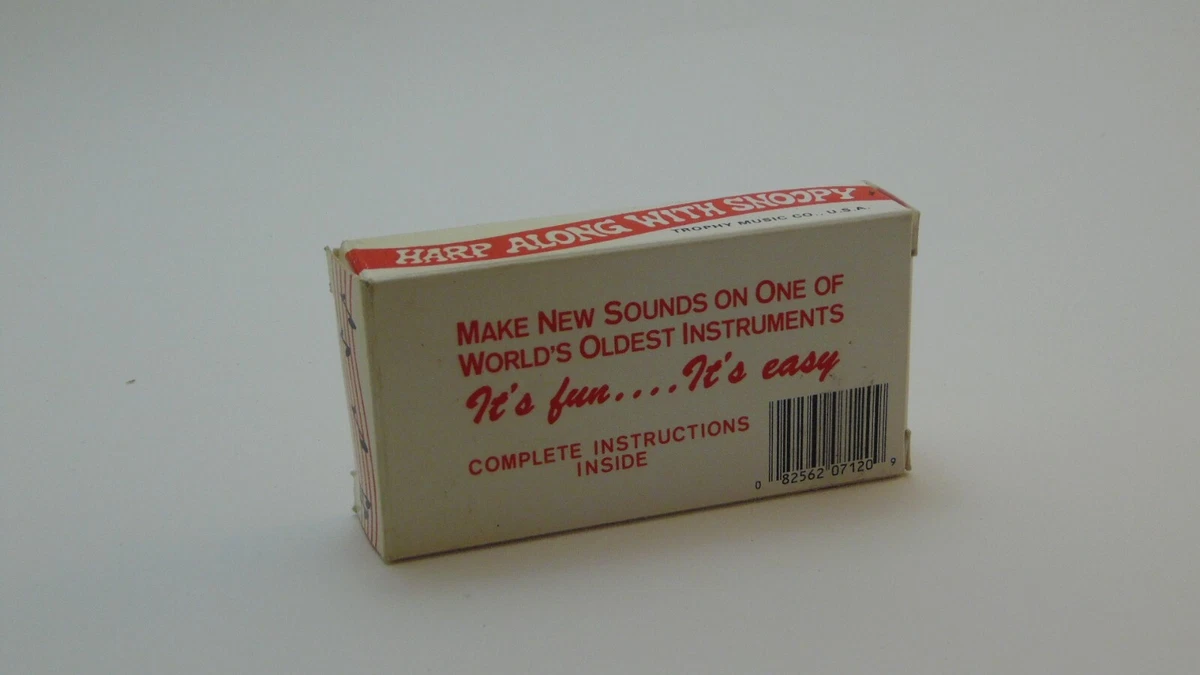 HARP ALONG WITH SNOOPY
TROPHY MUSIC CO., U.S.A.
MAKE NEW SOUNDS ON ONE OF
WORLD'S OLDEST INSTRUMENTS
It's fun....It's easy
COMPLETE INSTRUCTIONS
INSIDE
0 82562 07120 9